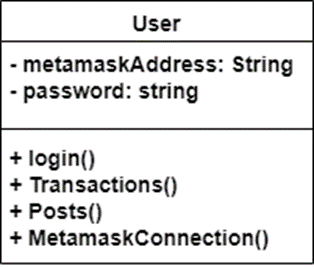 User
- metamaskAddress: String
- password: string
+ login()
+ Transactions()
+ Posts()
+ MetamaskConnection()